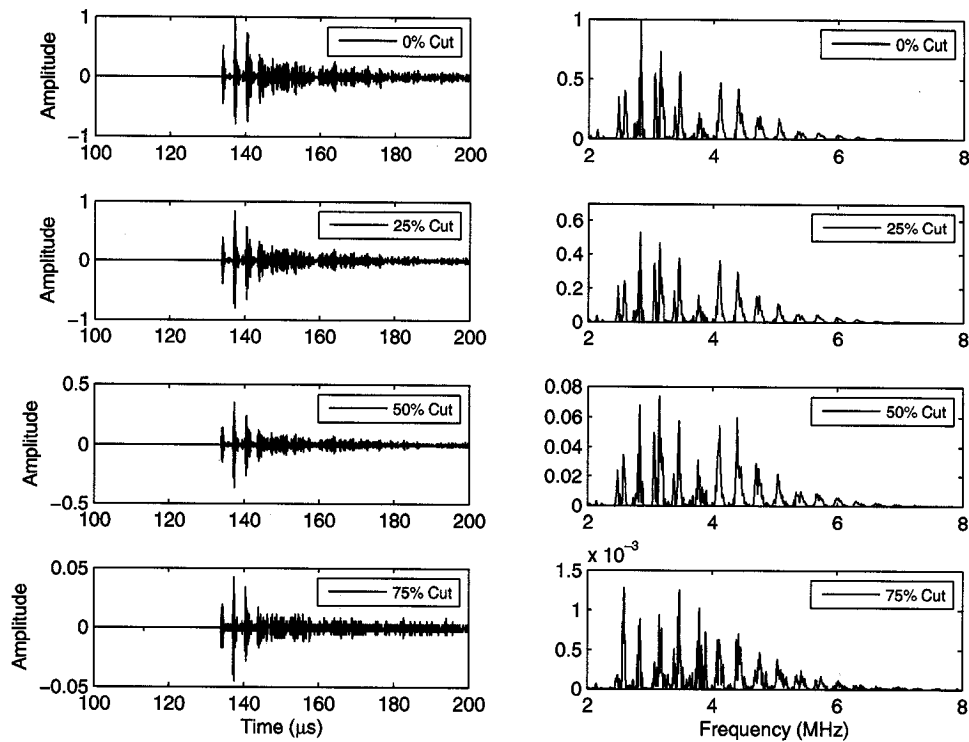 1
0
−1
Amplitude
0% Cut
100 120 140 160 180 200
1
0.5
0
0% Cut
2 4 6 8
1
0
−1
Amplitude
25% Cut
100 120 140 160 180 200
0.6
0.4
0.2
0
25% Cut
2 4 6 8
0.5
0
−0.5
Amplitude
50% Cut
100 120 140 160 180 200
0.08
0.06
0.04
0.02
0
50% Cut
2 4 6 8
0.05
0
−0.05
Amplitude
75% Cut
100 120 140 160 180 200
Time (μs)
x 10⁻³
1.5
1
0.5
0
75% Cut
2 4 6 8
Frequency (MHz)